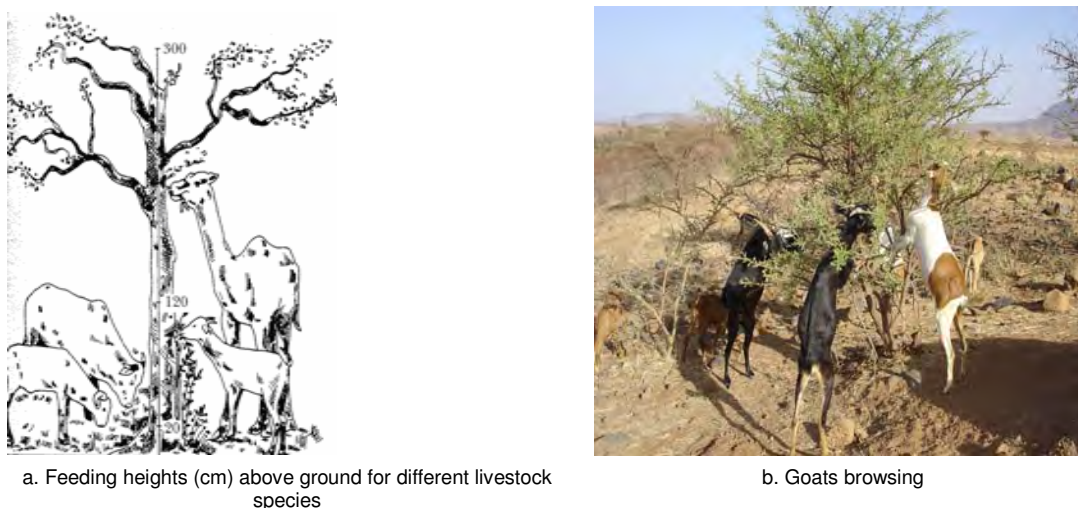 300
120
20
a. Feeding heights (cm) above ground for different livestock
species
b. Goats browsing